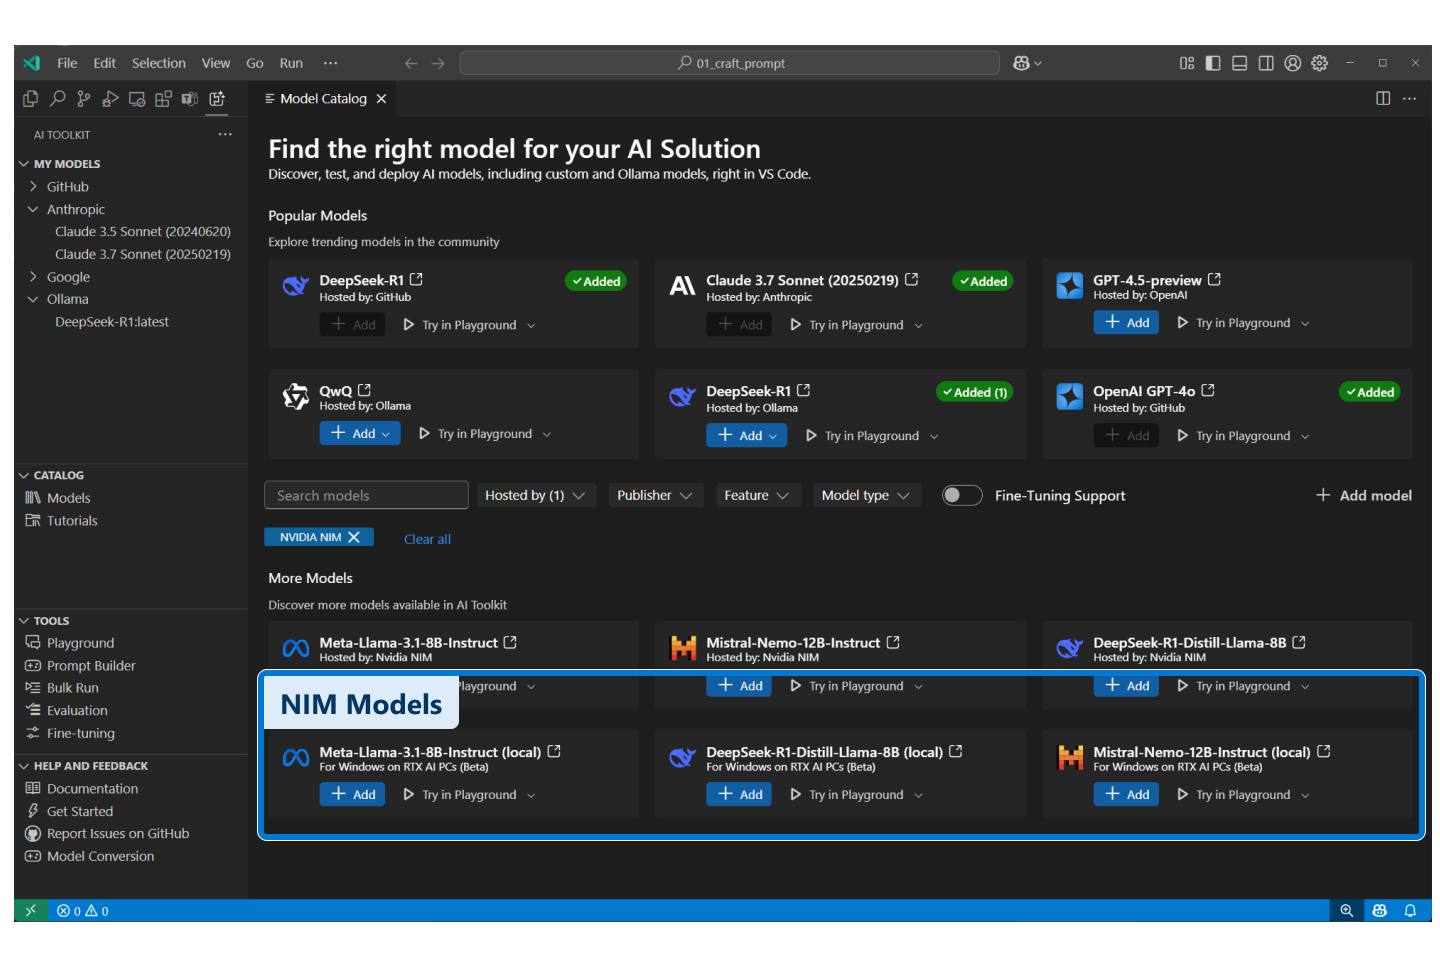 File Edit Selection View Go Run ···
01_craft_prompt
Model Catalog
AI TOOLKIT
MY MODELS
GitHub
Anthropic
Claude 3.5 Sonnet (20240620)
Claude 3.7 Sonnet (20250219)
Google
Ollama
DeepSeek-R1:latest
CATALOG
Models
Tutorials
TOOLS
Playground
Prompt Builder
Bulk Run
Evaluation
Fine-tuning
HELP AND FEEDBACK
Documentation
Get Started
Report Issues on GitHub
Model Conversion
Find the right model for your AI Solution
Discover, test, and deploy AI models, including custom and Ollama models, right in VS Code.
Popular Models
Explore trending models in the community
DeepSeek-R1
Added
Hosted by: GitHub
Add Try in Playground
Claude 3.7 Sonnet (20250219)
Added
Hosted by: Anthropic
Add Try in Playground
GPT-4.5-preview
Hosted by: OpenAI
Add Try in Playground
QwQ
Hosted by: Ollama
Add Try in Playground
DeepSeek-R1
Added (1)
Hosted by: Ollama
Add Try in Playground
OpenAI GPT-4o
Added
Hosted by: GitHub
Add Try in Playground
Search models Hosted by (1) Publisher Feature Model type Fine-Tuning Support + Add model
NVIDIA NIM Clear all
More Models
Discover more models available in AI Toolkit
Meta-Llama-3.1-8B-Instruct
Hosted by: Nvidia NIM
Playground
Mistral-Nemo-12B-Instruct
Hosted by: Nvidia NIM
Add Try in Playground
DeepSeek-R1-Distill-Llama-8B
Hosted by: Nvidia NIM
Add Try in Playground
NIM Models
Meta-Llama-3.1-8B-Instruct (local)
For Windows on RTX AI PCs (Beta)
Add Try in Playground
DeepSeek-R1-Distill-Llama-8B (local)
For Windows on RTX AI PCs (Beta)
Add Try in Playground
Mistral-Nemo-12B-Instruct (local)
For Windows on RTX AI PCs (Beta)
Add Try in Playground
0 0